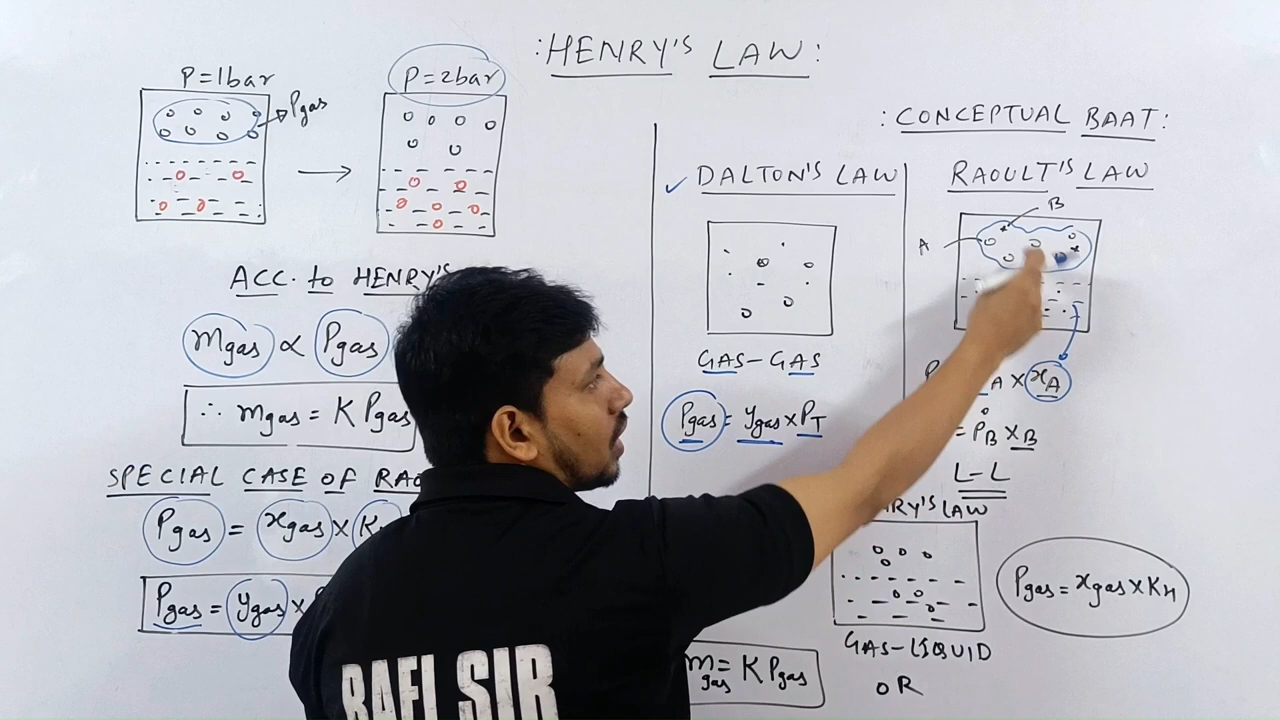 : HENRY'S LAW :
P = 1bar
P = 2bar
Pgas
ACC. to HENRY'S
mgas ∝ Pgas
∴ mgas = K Pgas
SPECIAL CASE OF
Pgas = xgas ×
Pgas = ygas ×
: CONCEPTUAL BAAT :
✓ DALTON'S LAW
GAS-GAS
Pgas = ygas × PT
RAOULT'S LAW
B
A
A × xA
= P°B × B
L-L
LAW
Pgas = xgas × KH
GAS-LIQUID
OR
mgas = K Pgas
RAEL SIR